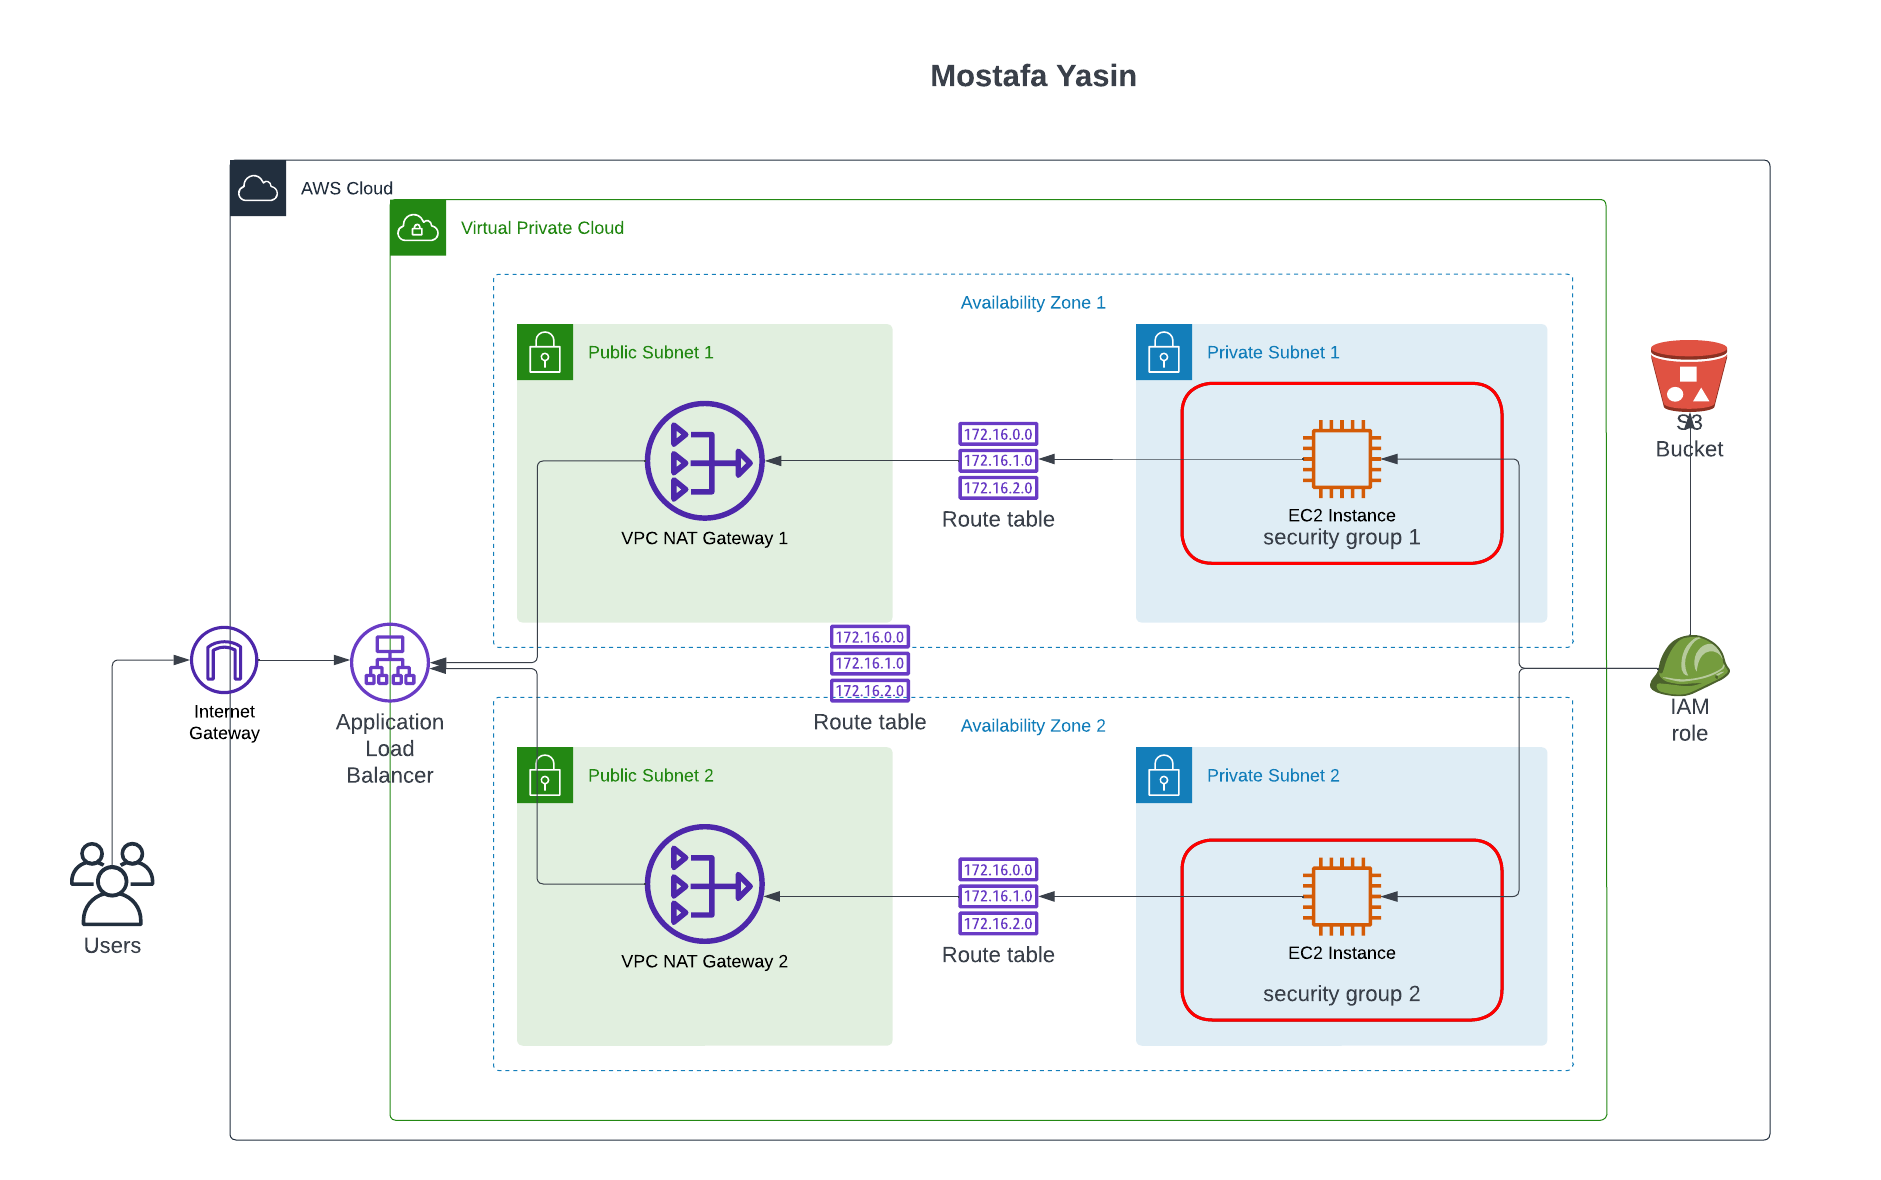 Mostafa Yasin
AWS Cloud
Virtual Private Cloud
Availability Zone 1
Public Subnet 1
Private Subnet 1
VPC NAT Gateway 1
172.16.0.0
172.16.1.0
172.16.2.0
Route table
EC2 Instance
security group 1
S3
Bucket
Internet
Gateway
Application
Load
Balancer
172.16.0.0
172.16.1.0
172.16.2.0
Route table
IAM
role
Availability Zone 2
Public Subnet 2
Private Subnet 2
Users
VPC NAT Gateway 2
172.16.0.0
172.16.1.0
172.16.2.0
Route table
EC2 Instance
security group 2